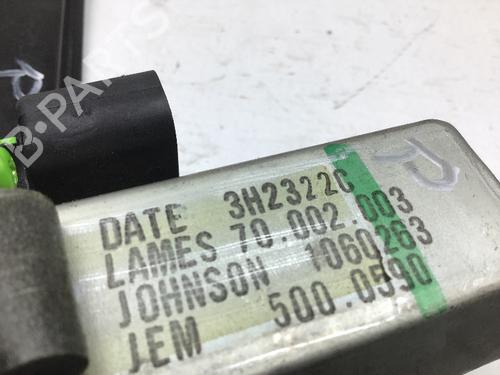 B-PARTS
DATE 3H2322C
LAMES 70.002.003
JOHNSON 1060263
JEM 500.0590